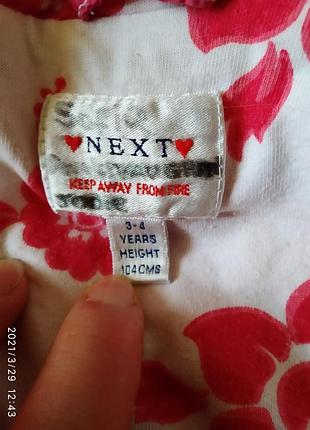 ♥NEXT♥
KEEP AWAY FROM FIRE
3-4
YEARS
HEIGHT
104CMS
2021/3/29 12:43